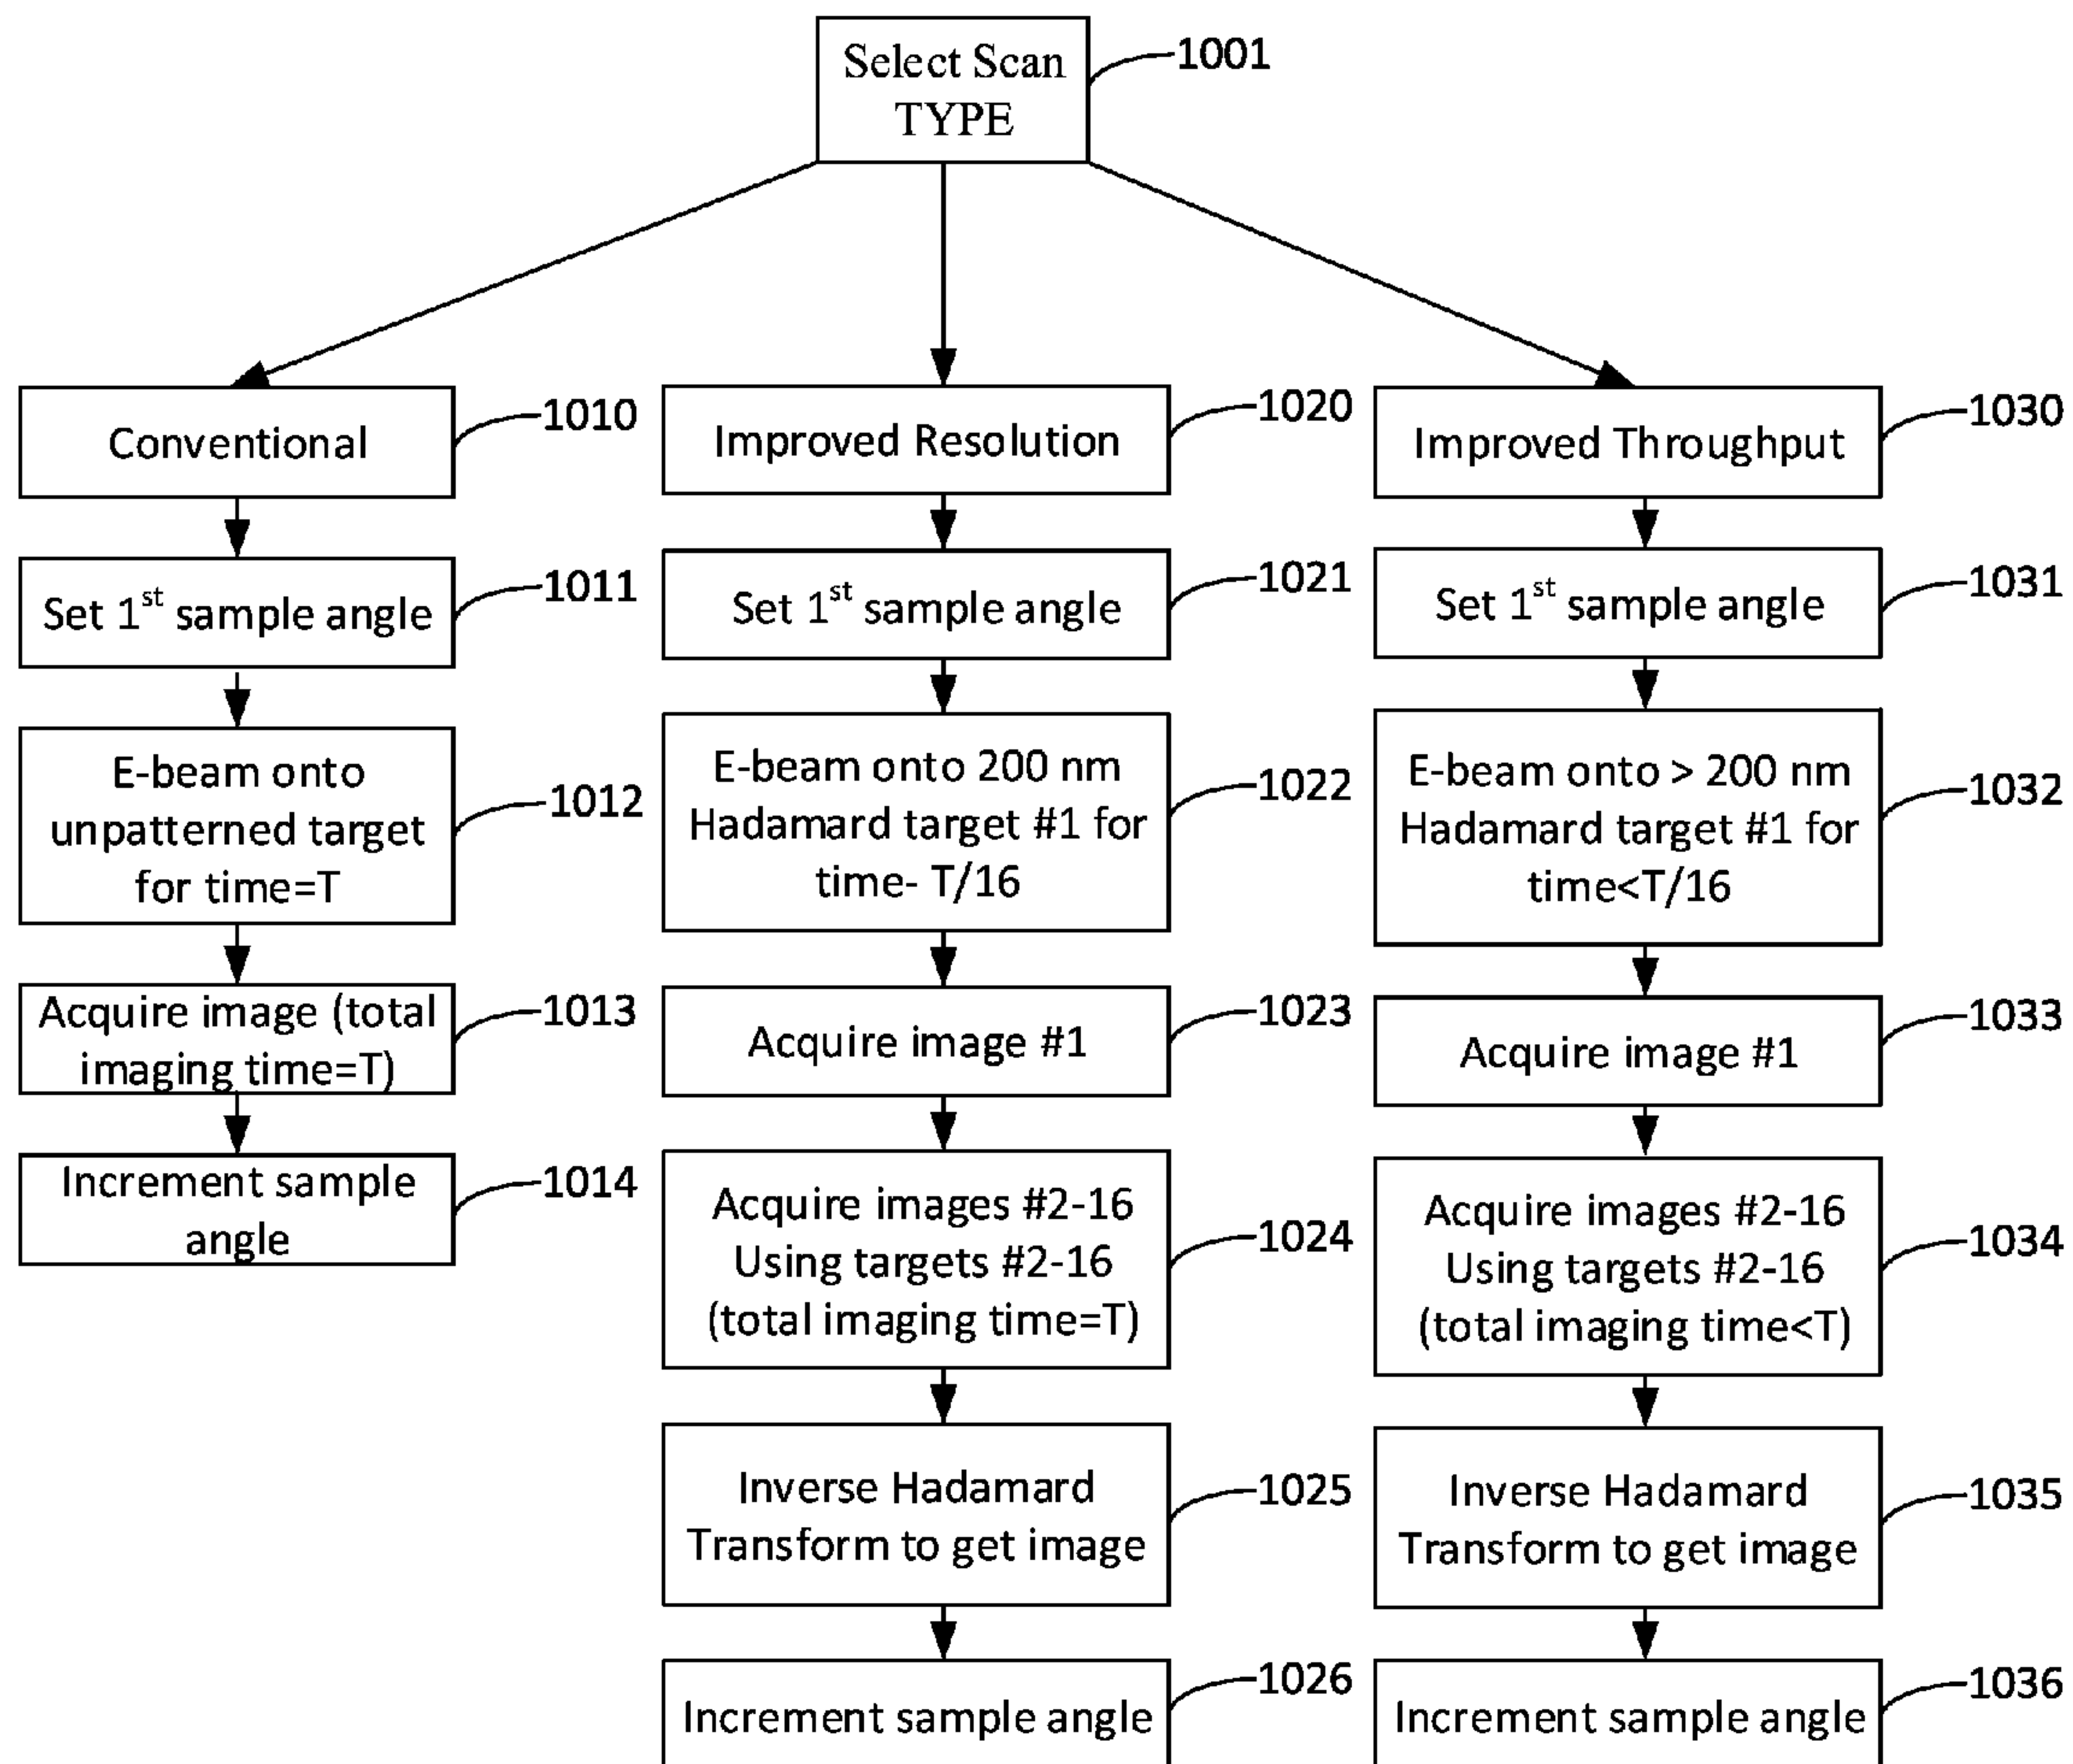 Select Scan
TYPE
1001
Conventional
1010
Set 1st sample angle
1011
E-beam onto
unpatterned target
for time=T
1012
Acquire image (total
imaging time=T)
1013
Increment sample
angle
1014
Improved Resolution
1020
Set 1st sample angle
1021
E-beam onto 200 nm
Hadamard target #1 for
time- T/16
1022
Acquire image #1
1023
Acquire images #2-16
Using targets #2-16
(total imaging time=T)
1024
Inverse Hadamard
Transform to get image
1025
Increment sample angle
1026
Improved Throughput
1030
Set 1st sample angle
1031
E-beam onto > 200 nm
Hadamard target #1 for
time<T/16
1032
Acquire image #1
1033
Acquire images #2-16
Using targets #2-16
(total imaging time<T)
1034
Inverse Hadamard
Transform to get image
1035
Increment sample angle
1036